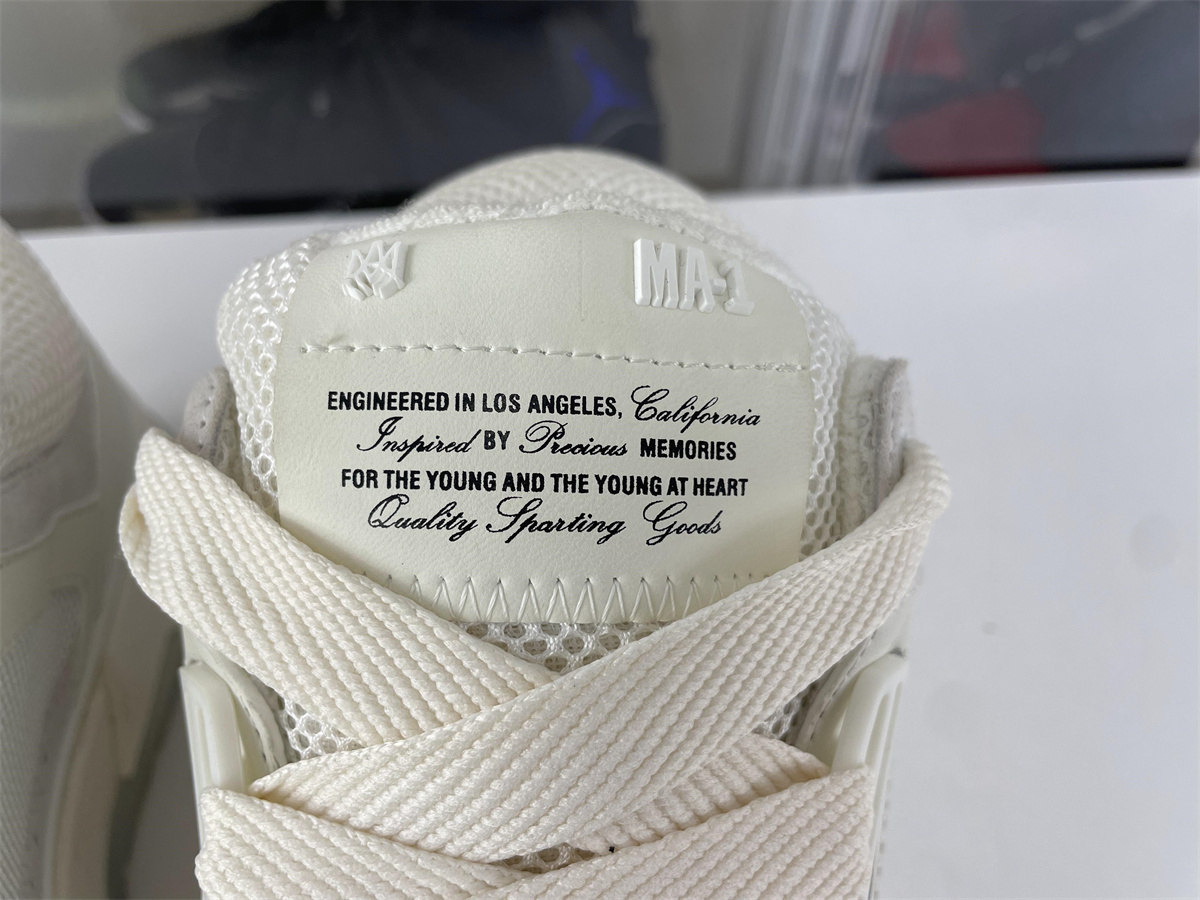 MA-1
ENGINEERED IN LOS ANGELES, California
Inspired BY Precious MEMORIES
FOR THE YOUNG AND THE YOUNG AT HEART
Quality Sparting Goods